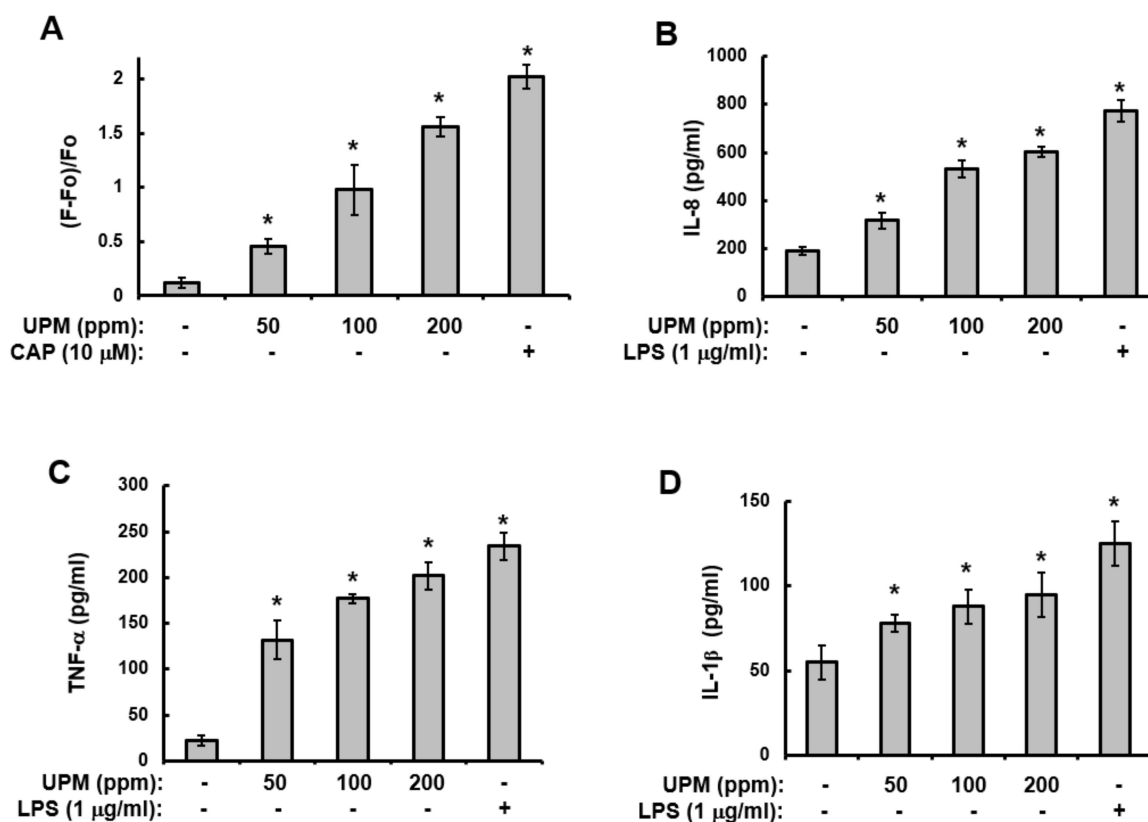 A
(F-Fo)/Fo
2
1.5
1
0.5
0
* * * *
UPM (ppm): - 50 100 200 -
CAP (10 μM): - - - - +
B
IL-8 (pg/ml)
1000
800
600
400
200
0
* * * *
UPM (ppm): - 50 100 200 -
LPS (1 μg/ml): - - - - +
C
TNF-α (pg/ml)
300
250
200
150
100
50
0
* * * *
UPM (ppm): - 50 100 200 -
LPS (1 μg/ml): - - - - +
D
IL-1β (pg/ml)
150
100
50
0
* * * *
UPM (ppm): - 50 100 200 -
LPS (1 μg/ml): - - - - +